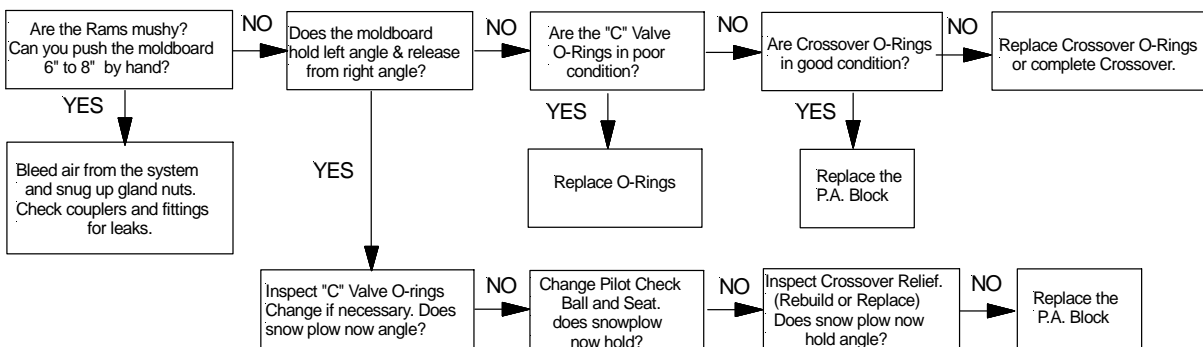 Are the Rams mushy?
Can you push the moldboard
6" to 8" by hand?
NO
Does the moldboard
hold left angle & release
from right angle?
NO
Are the "C" Valve
O-Rings in poor
condition?
NO
Are Crossover O-Rings
in good condition?
NO
Replace Crossover O-Rings
or complete Crossover.
YES
Bleed air from the system
and snug up gland nuts.
Check couplers and fittings
for leaks.
YES
YES
Replace O-Rings
YES
Replace the
P.A. Block
Inspect "C" Valve O-rings
Change if necessary. Does
snow plow now angle?
NO
Change Pilot Check
Ball and Seat.
does snowplow
now hold?
NO
Inspect Crossover Relief.
(Rebuild or Replace)
Does snow plow now
hold angle?
NO
Replace the
P.A. Block